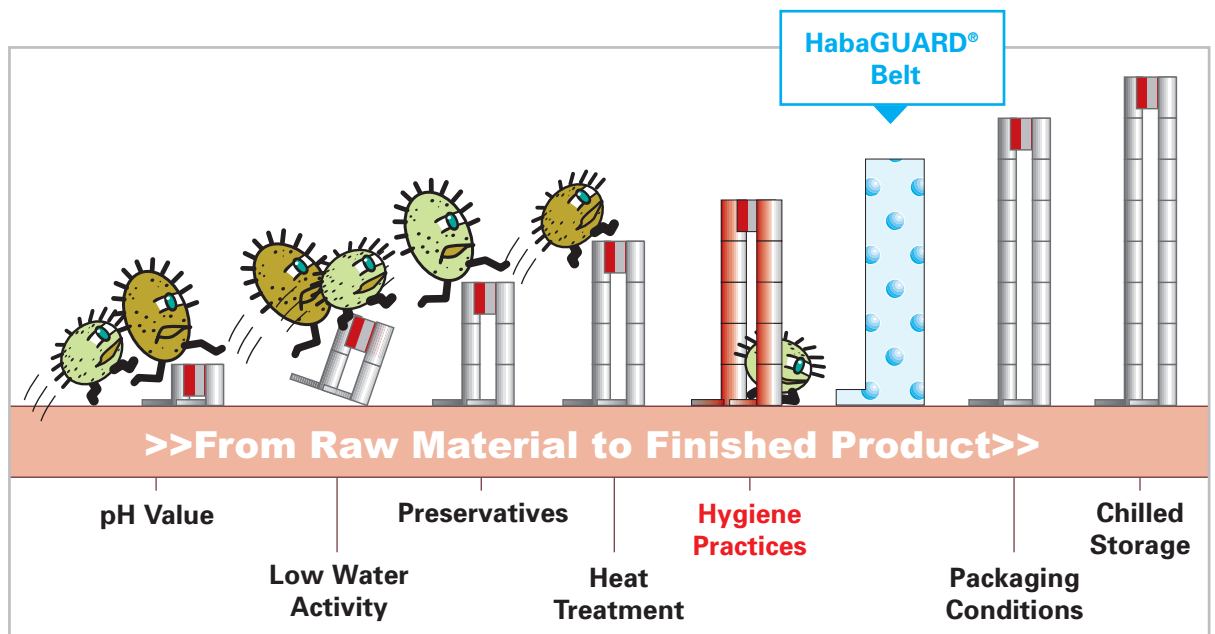 HabaGUARD®
Belt
>>From Raw Material to Finished Product>>
pH Value
Low Water
Activity
Preservatives
Heat
Treatment
Hygiene
Practices
Packaging
Conditions
Chilled
Storage